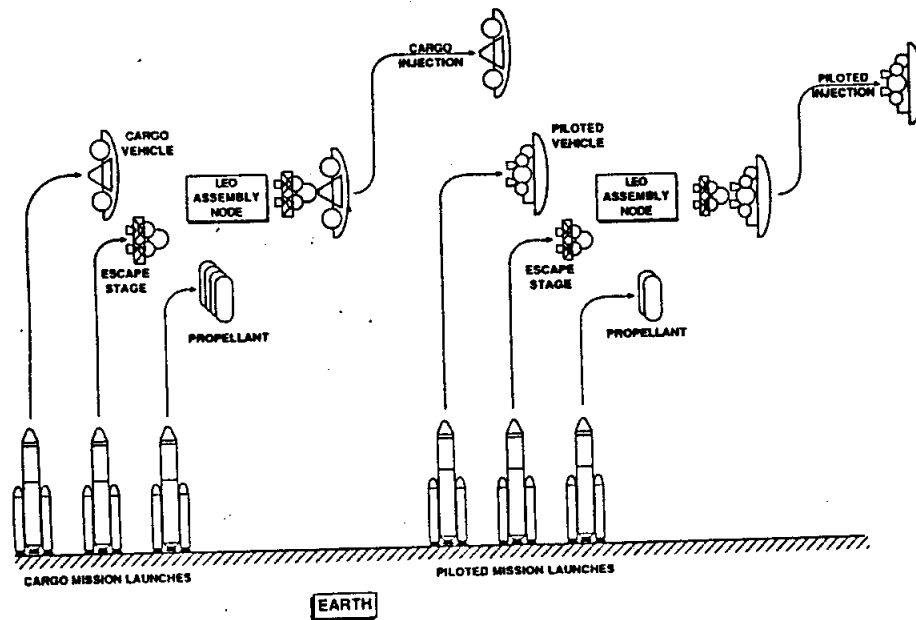 CARGO
INJECTION
PILOTED
INJECTION
CARGO
VEHICLE
PILOTED
VEHICLE
LEO
ASSEMBLY
NODE
LEO
ASSEMBLY
NODE
ESCAPE
STAGE
ESCAPE
STAGE
PROPELLANT
PROPELLANT
CARGO MISSION LAUNCHES
PILOTED MISSION LAUNCHES
EARTH